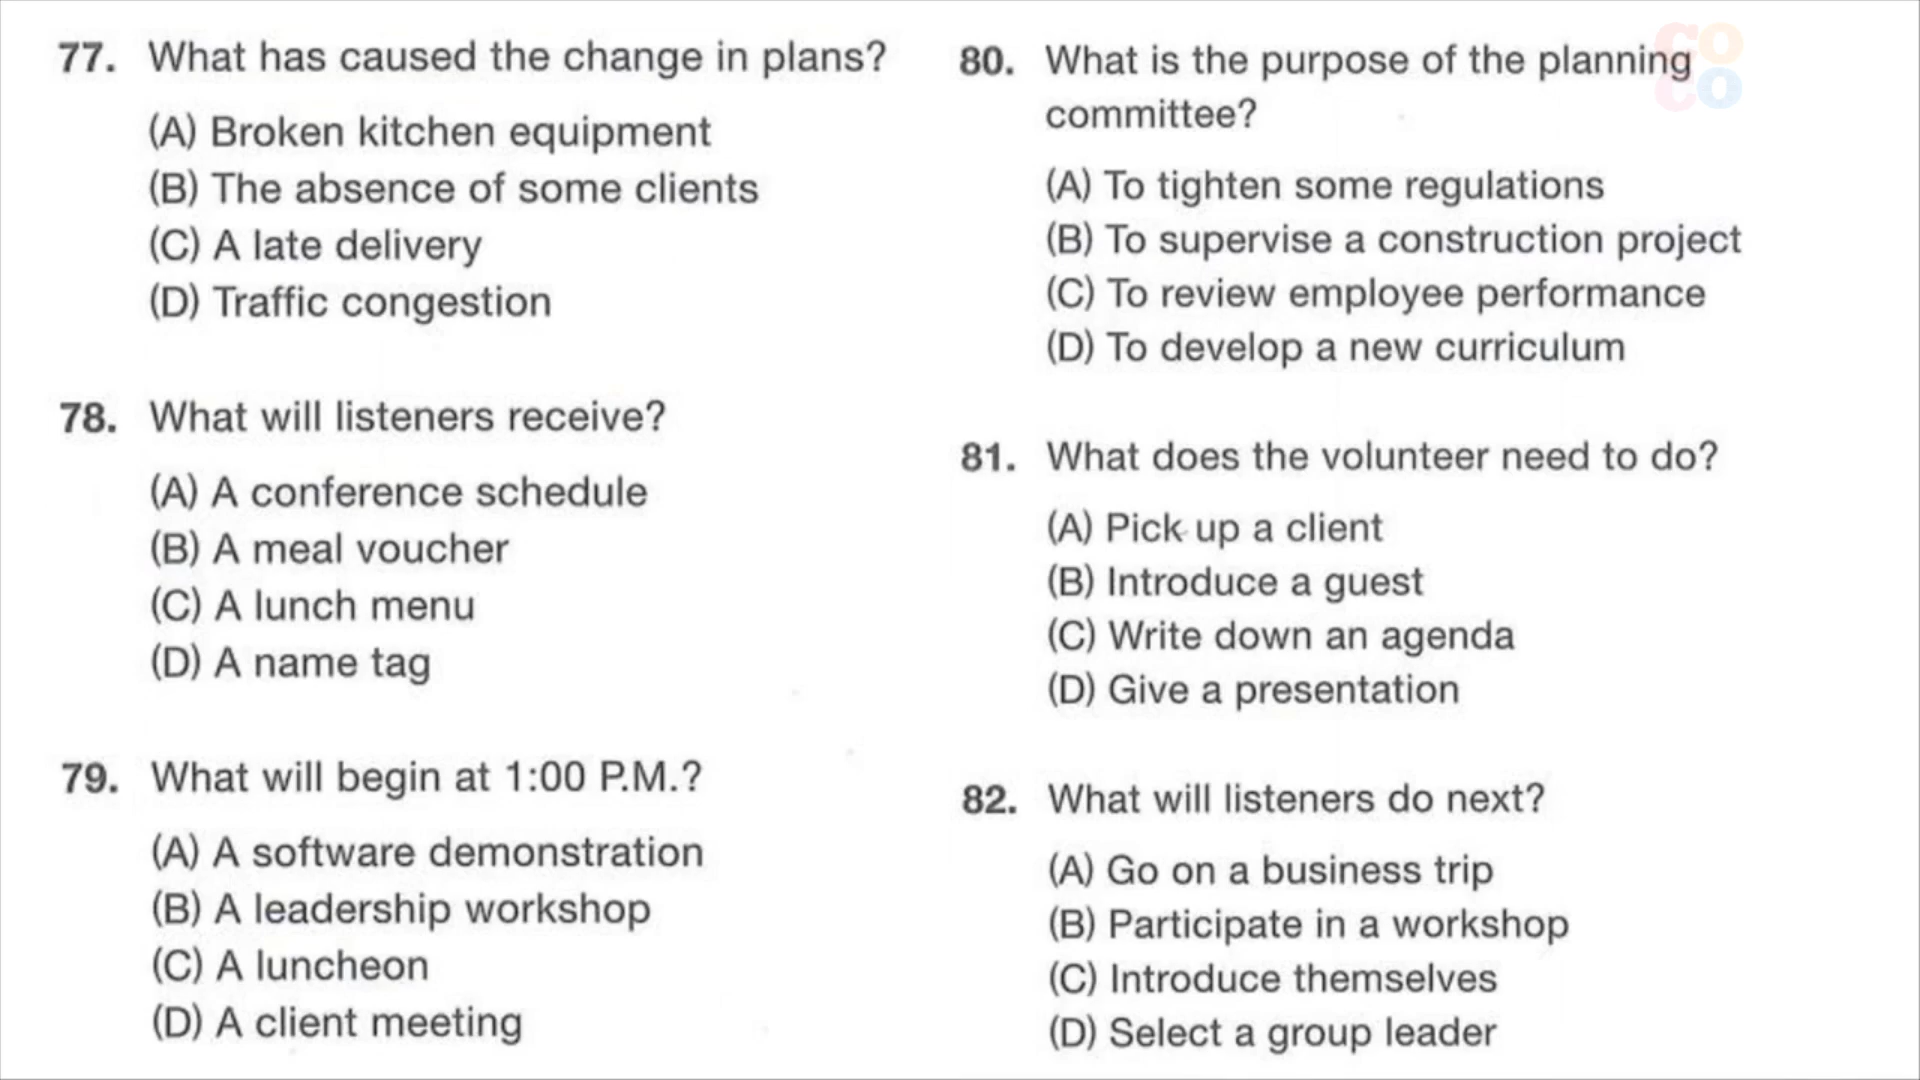 77. What has caused the change in plans?
(A) Broken kitchen equipment
(B) The absence of some clients
(C) A late delivery
(D) Traffic congestion
78. What will listeners receive?
(A) A conference schedule
(B) A meal voucher
(C) A lunch menu
(D) A name tag
79. What will begin at 1:00 P.M.?
(A) A software demonstration
(B) A leadership workshop
(C) A luncheon
(D) A client meeting
80. What is the purpose of the planning
committee?
(A) To tighten some regulations
(B) To supervise a construction project
(C) To review employee performance
(D) To develop a new curriculum
81. What does the volunteer need to do?
(A) Pick up a client
(B) Introduce a guest
(C) Write down an agenda
(D) Give a presentation
82. What will listeners do next?
(A) Go on a business trip
(B) Participate in a workshop
(C) Introduce themselves
(D) Select a group leader
GO
CO